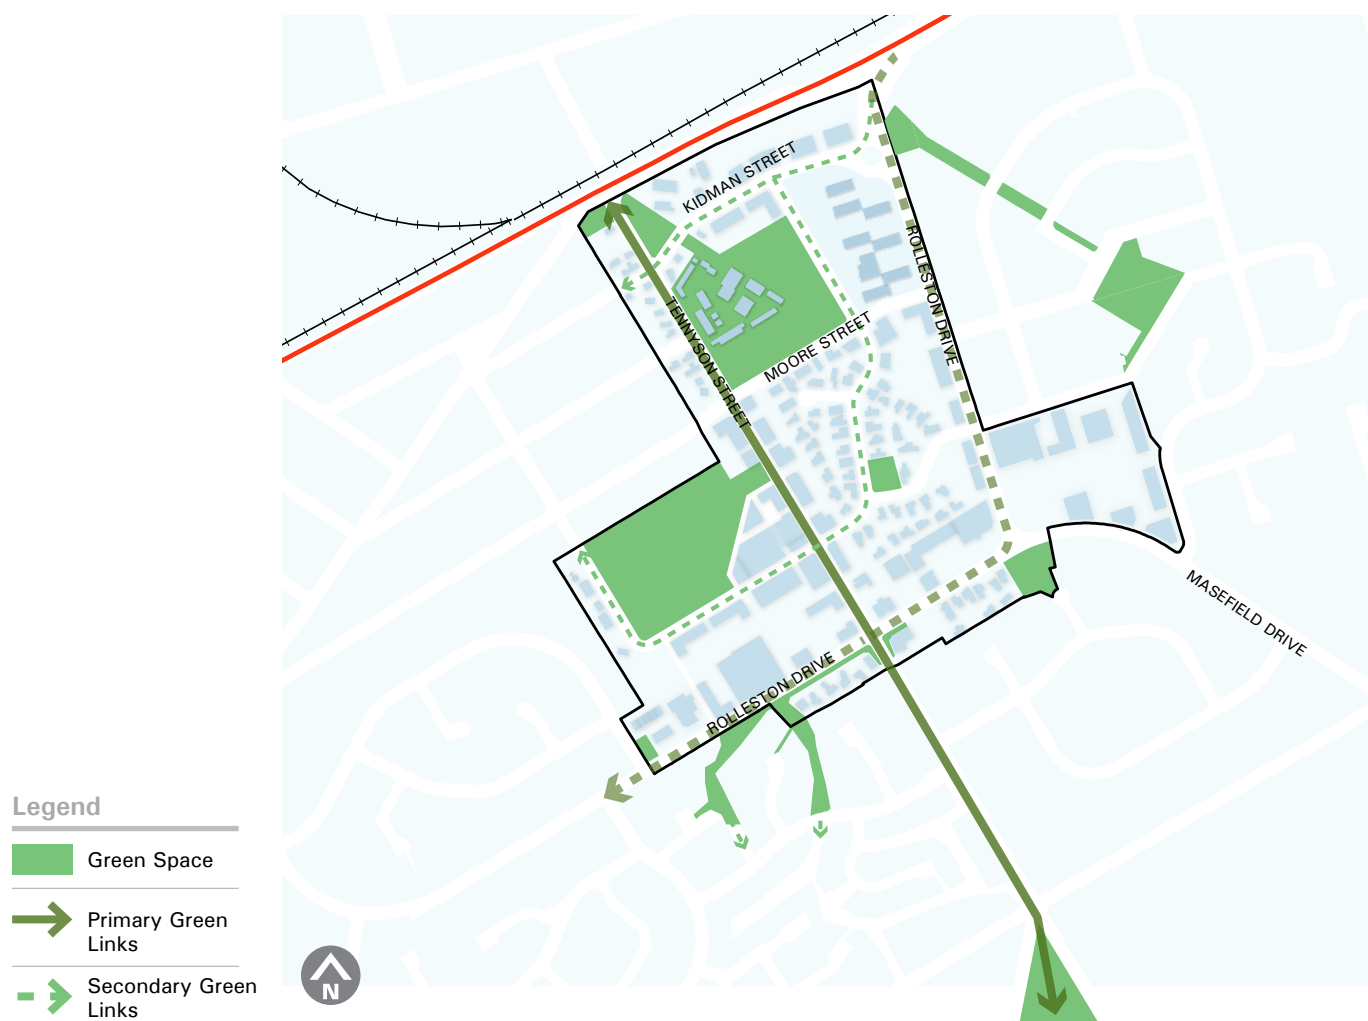 KIDMAN STREET
ROLLESTON DRIVE
TENNYSON STREET
MOORE STREET
MASEFIELD DRIVE
ROLLESTON DRIVE
Legend
Green Space
Primary Green
Links
Secondary Green
Links
N